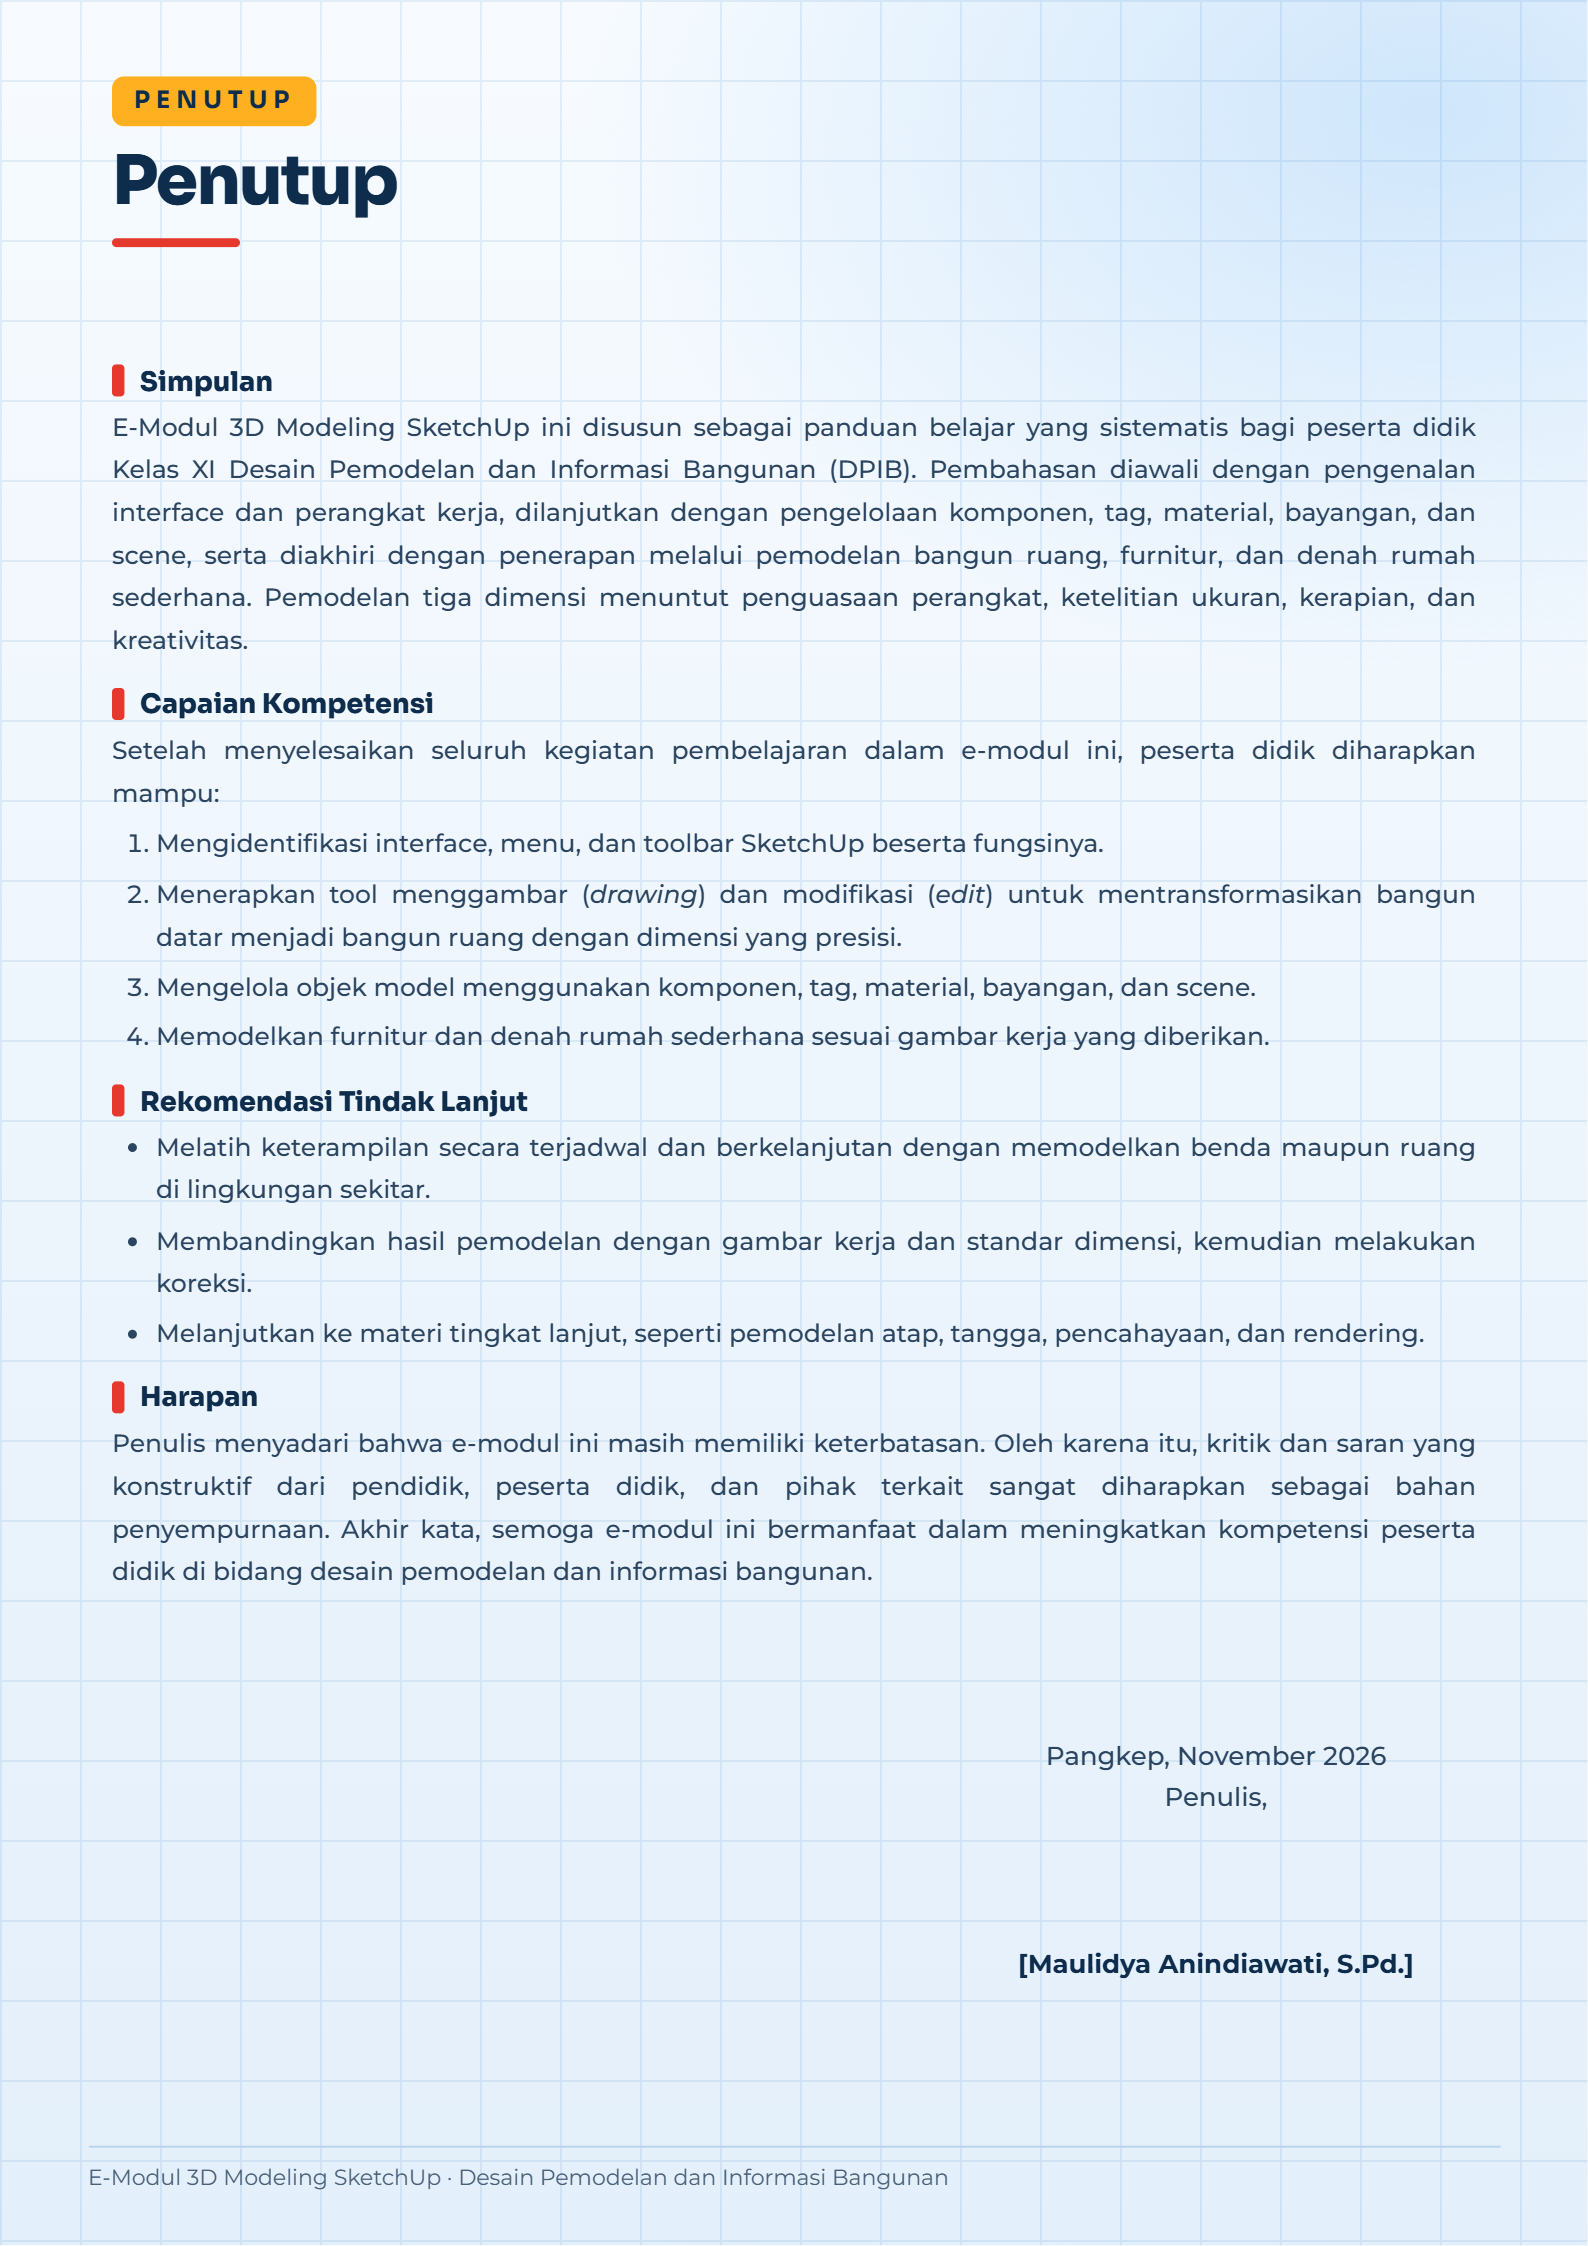 PENUTUP
Penutup
Simpulan
E-Modul 3D Modeling SketchUp ini disusun sebagai panduan belajar yang sistematis bagi peserta didik
Kelas XI Desain Pemodelan dan Informasi Bangunan (DPIB). Pembahasan diawali dengan pengenalan
interface dan perangkat kerja, dilanjutkan dengan pengelolaan komponen, tag, material, bayangan, dan
scene, serta diakhiri dengan penerapan melalui pemodelan bangun ruang, furnitur, dan denah rumah
sederhana. Pemodelan tiga dimensi menuntut penguasaan perangkat, ketelitian ukuran, kerapian, dan
kreativitas.
Capaian Kompetensi
Setelah menyelesaikan seluruh kegiatan pembelajaran dalam e-modul ini, peserta didik diharapkan
mampu:
1. Mengidentifikasi interface, menu, dan toolbar SketchUp beserta fungsinya.
2. Menerapkan tool menggambar (drawing) dan modifikasi (edit) untuk mentransformasikan bangun
datar menjadi bangun ruang dengan dimensi yang presisi.
3. Mengelola objek model menggunakan komponen, tag, material, bayangan, dan scene.
4. Memodelkan furnitur dan denah rumah sederhana sesuai gambar kerja yang diberikan.
Rekomendasi Tindak Lanjut
• Melatih keterampilan secara terjadwal dan berkelanjutan dengan memodelkan benda maupun ruang
di lingkungan sekitar.
• Membandingkan hasil pemodelan dengan gambar kerja dan standar dimensi, kemudian melakukan
koreksi.
• Melanjutkan ke materi tingkat lanjut, seperti pemodelan atap, tangga, pencahayaan, dan rendering.
Harapan
Penulis menyadari bahwa e-modul ini masih memiliki keterbatasan. Oleh karena itu, kritik dan saran yang
konstruktif dari pendidik, peserta didik, dan pihak terkait sangat diharapkan sebagai bahan
penyempurnaan. Akhir kata, semoga e-modul ini bermanfaat dalam meningkatkan kompetensi peserta
didik di bidang desain pemodelan dan informasi bangunan.
Pangkep, November 2026
Penulis,
[Maulidya Anindiawati, S.Pd.]
E-Modul 3D Modeling SketchUp · Desain Pemodelan dan Informasi Bangunan